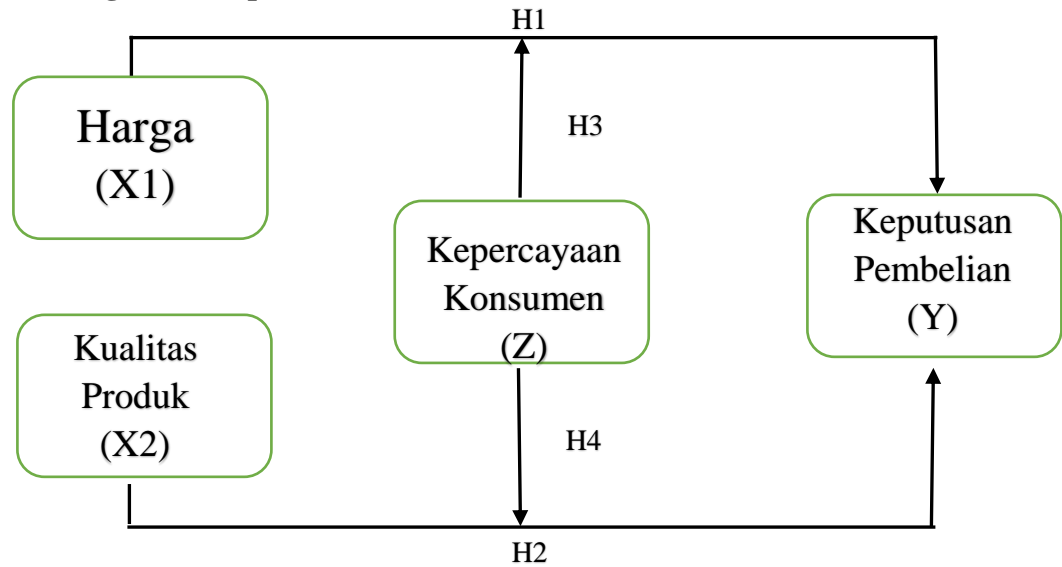 H1
Harga
(X1)
H3
Kepercayaan
Konsumen
(Z)
Keputusan
Pembelian
(Y)
Kualitas
Produk
(X2)
H4
H2